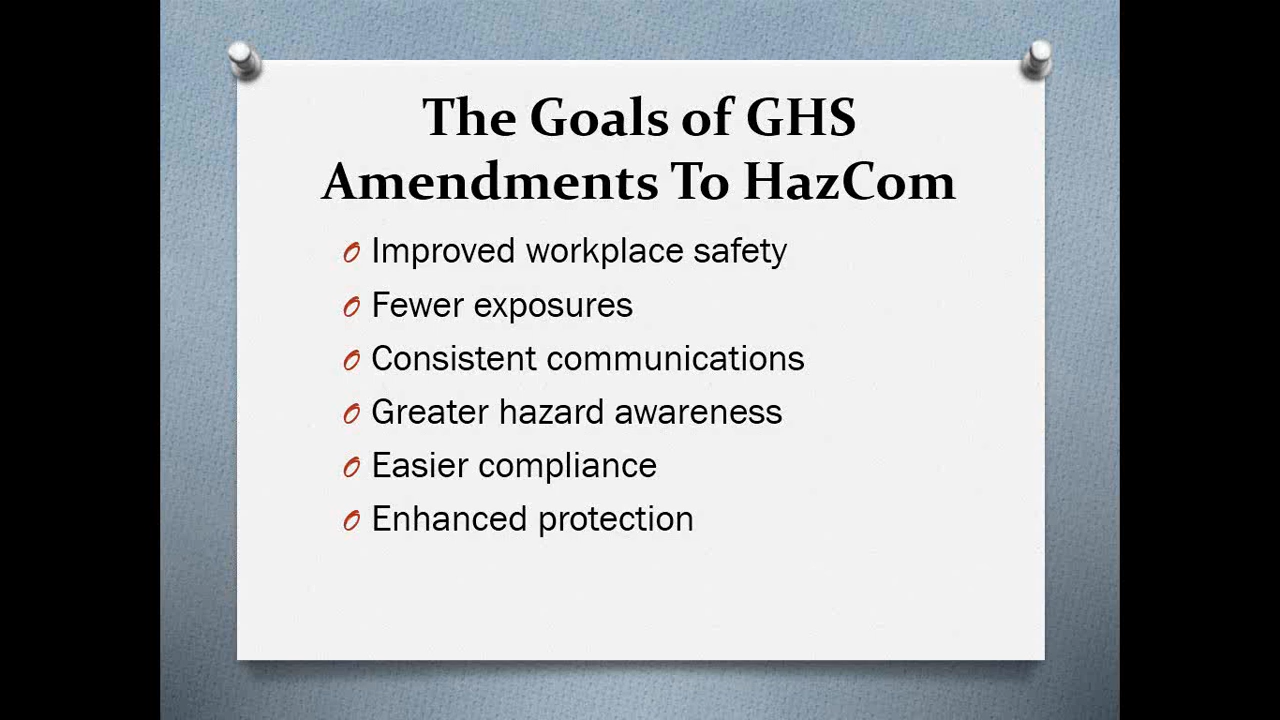 The Goals of GHS
Amendments To HazCom
Improved workplace safety
Fewer exposures
Consistent communications
Greater hazard awareness
Easier compliance
Enhanced protection